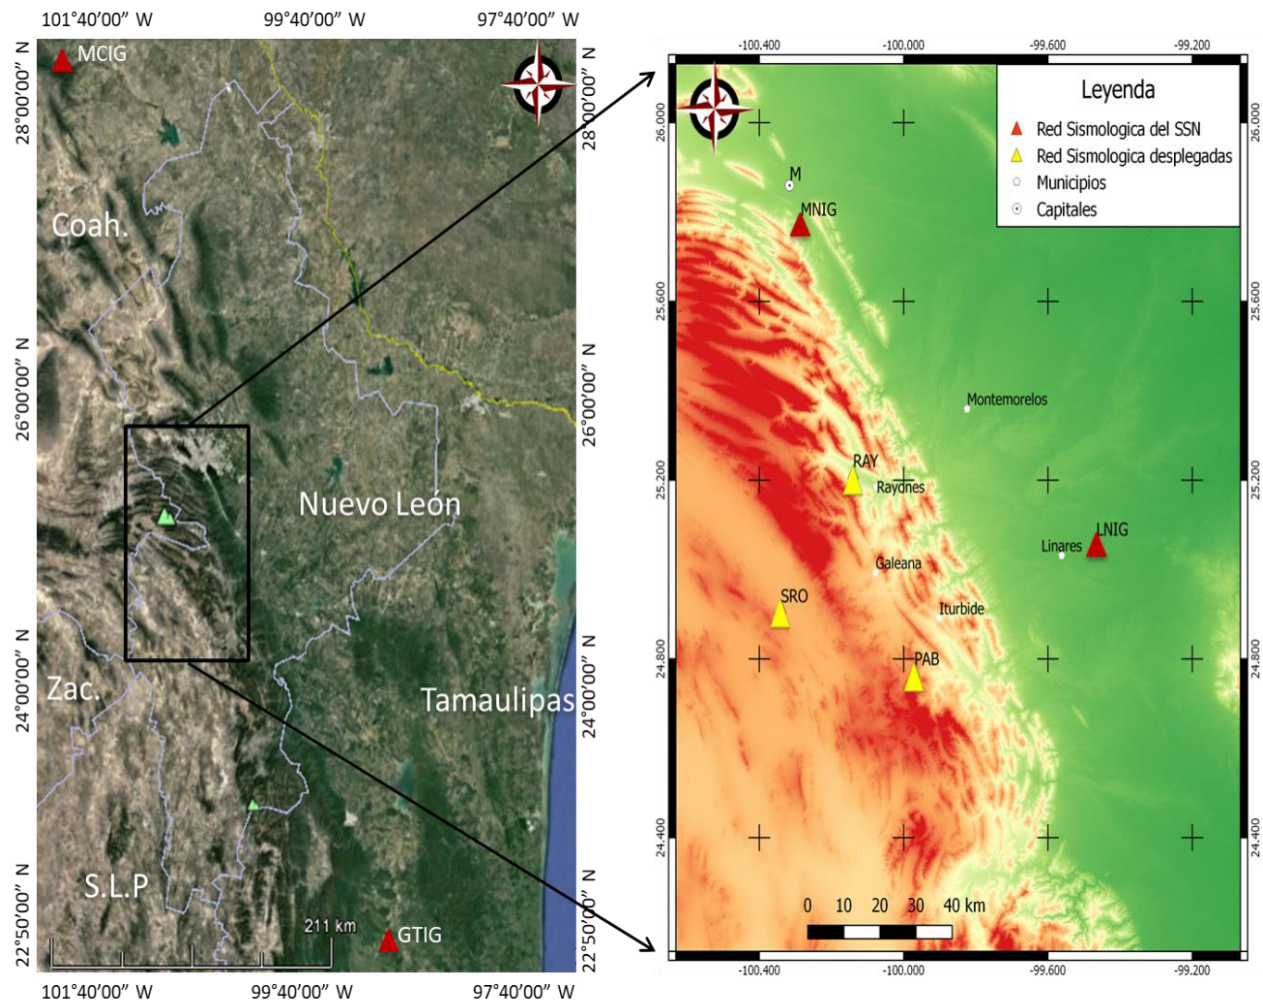 101°40'00" W
99°40'00" W
97°40'00" W
28°00'00" N
26°00'00" N
24°00'00" N
22°50'00" N
28°00'00" N
26°00'00" N
24°00'00" N
22°50'00" N
MCIG
Coah.
Nuevo León
Zac.
Tamaulipas
S.L.P
211 km
GTIG
101°40'00" W
99°40'00" W
97°40'00" W
-100.400
-100.000
-99.600
-99.200
26.000
25.600
25.200
24.800
24.400
26.000
25.600
25.200
24.800
24.400
Leyenda
Red Sismologica del SSN
Red Sismologica desplegadas
Municipios
Capitales
M
MNIG
Montemorelos
RAY
Rayones
LNIG
Linares
Galeana
SRO
Iturbide
PAB
0 10 20 30 40 km
-100.400
-100.000
-99.600
-99.200